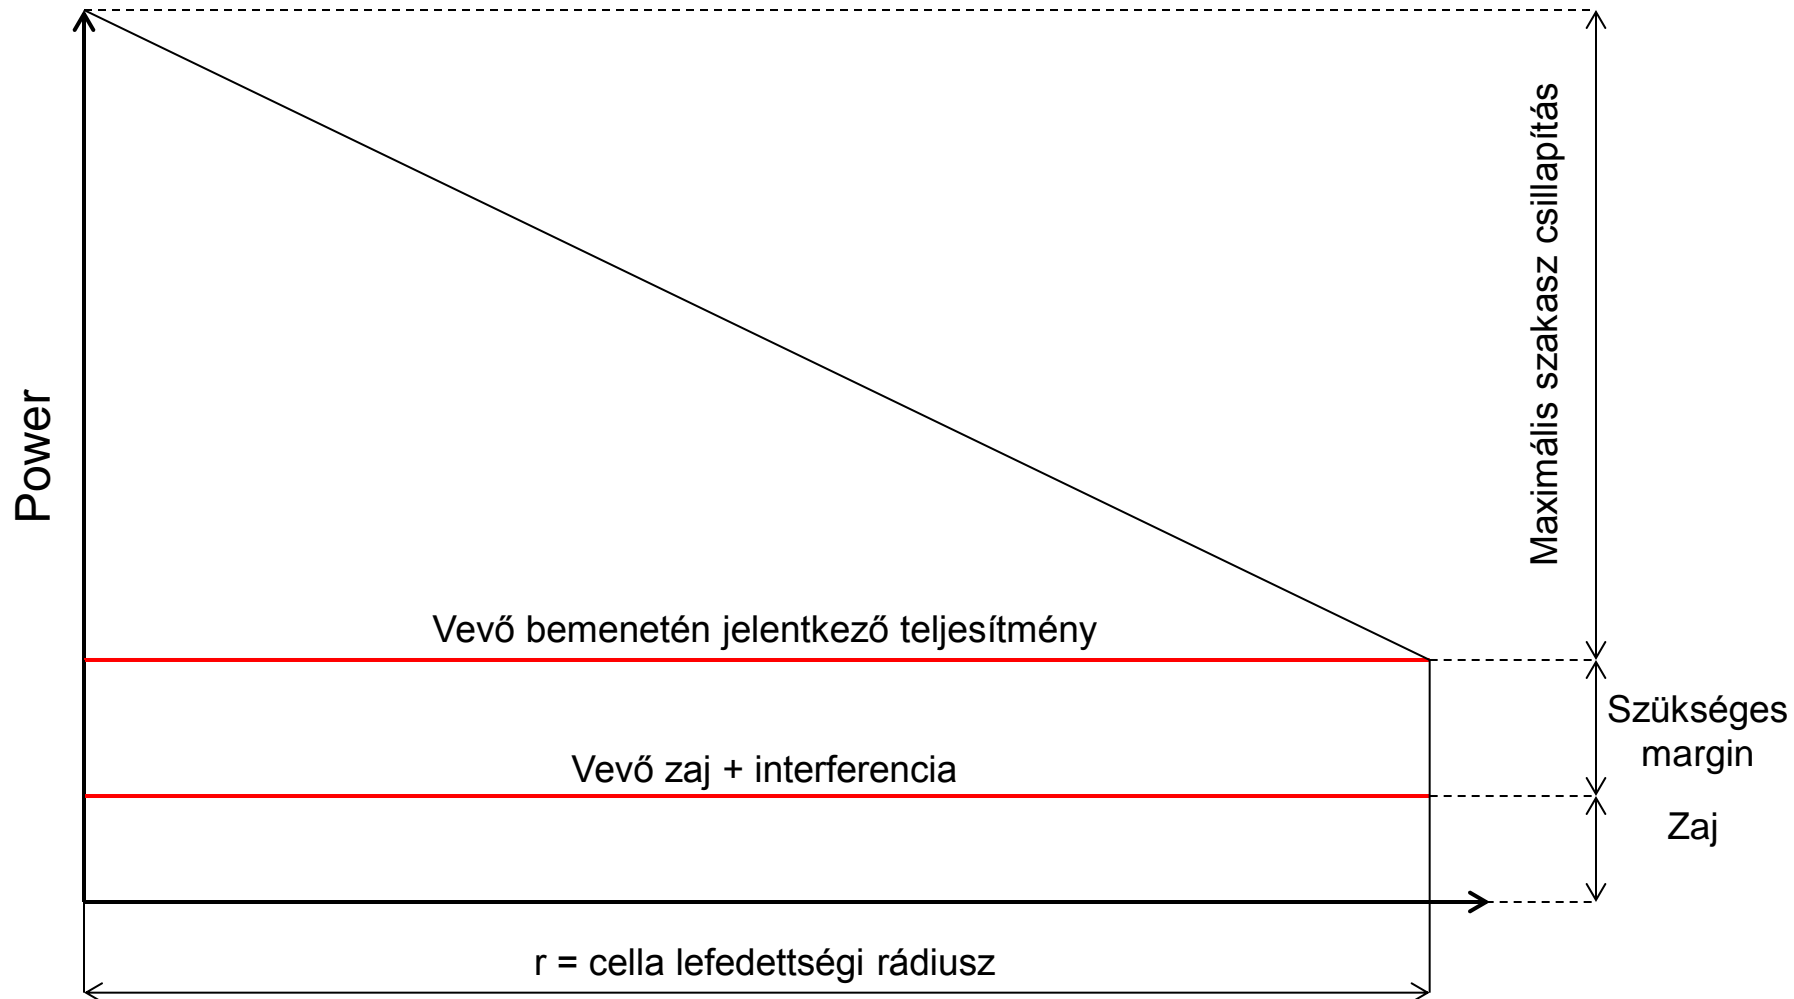 Power
Maximális szakasz csillapítás
Vevő bemenetén jelentkező teljesítmény
Szükséges
margin
Vevő zaj + interferencia
Zaj
r = cella lefedettségi rádiusz